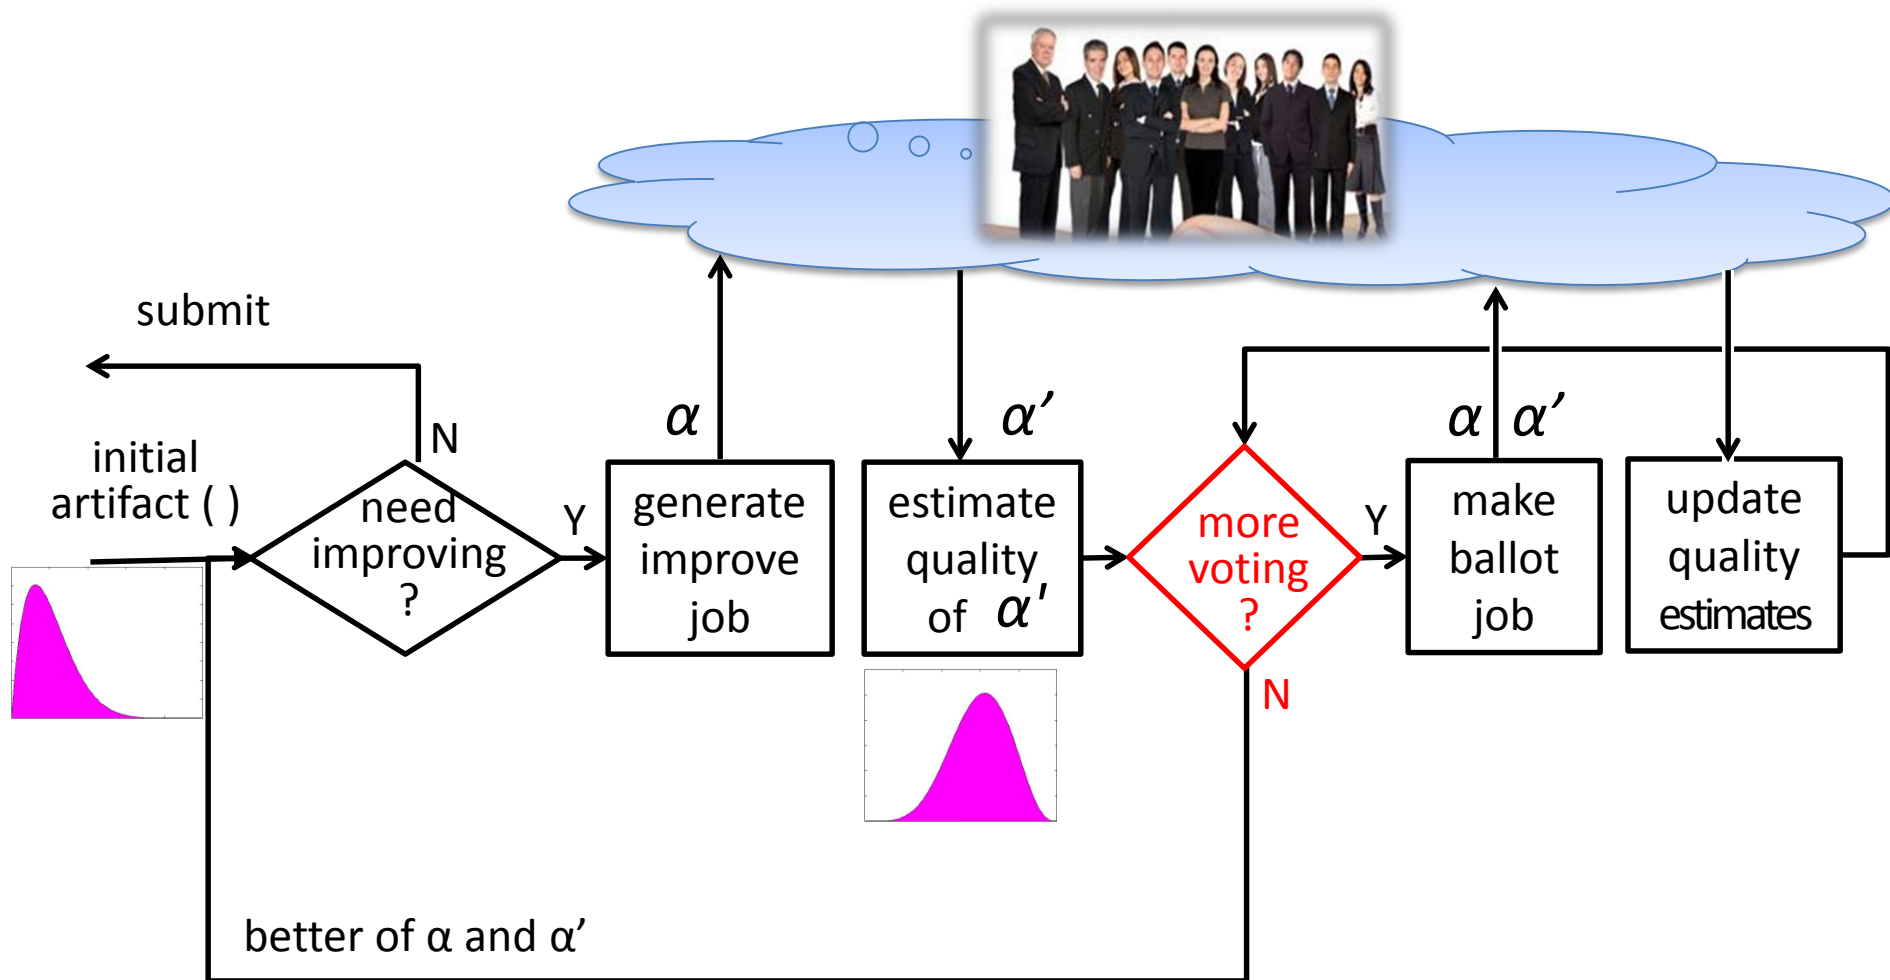 submit
N
initial
artifact ( )
need
improving
?
Y
α
generate
improve
job
α’
estimate
quality
of α'
more
voting
?
Y
N
α α’
make
ballot
job
update
quality
estimates
better of α and α’